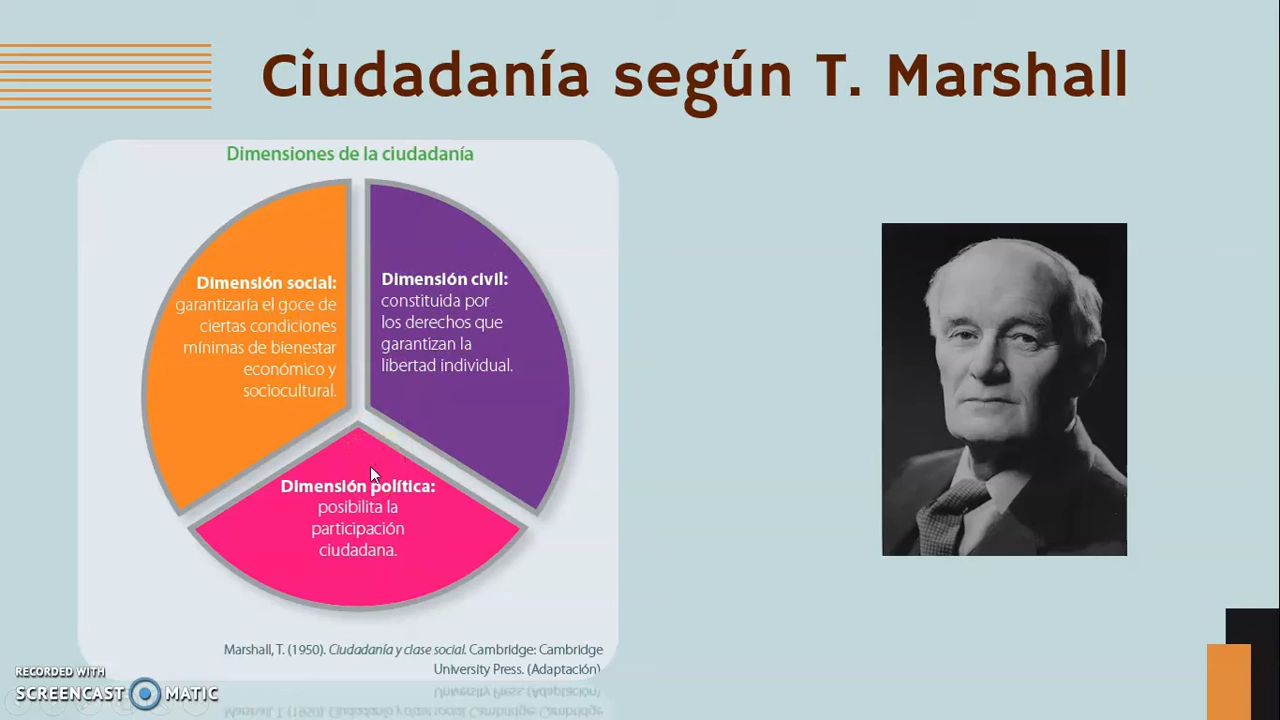 Ciudadanía según T. Marshall
Dimensiones de la ciudadanía
Dimensión social:
garantizaría el goce de
ciertas condiciones
mínimas de bienestar
económico y
sociocultural.
Dimensión civil:
constituida por
los derechos que
garantizan la
libertad individual.
Dimensión política:
posibilita la
participación
ciudadana.
Marshall, T. (1950). Ciudadanía y clase social. Cambridge: Cambridge
University Press. (Adaptación)
RECORDED WITH
SCREENCAST MATIC